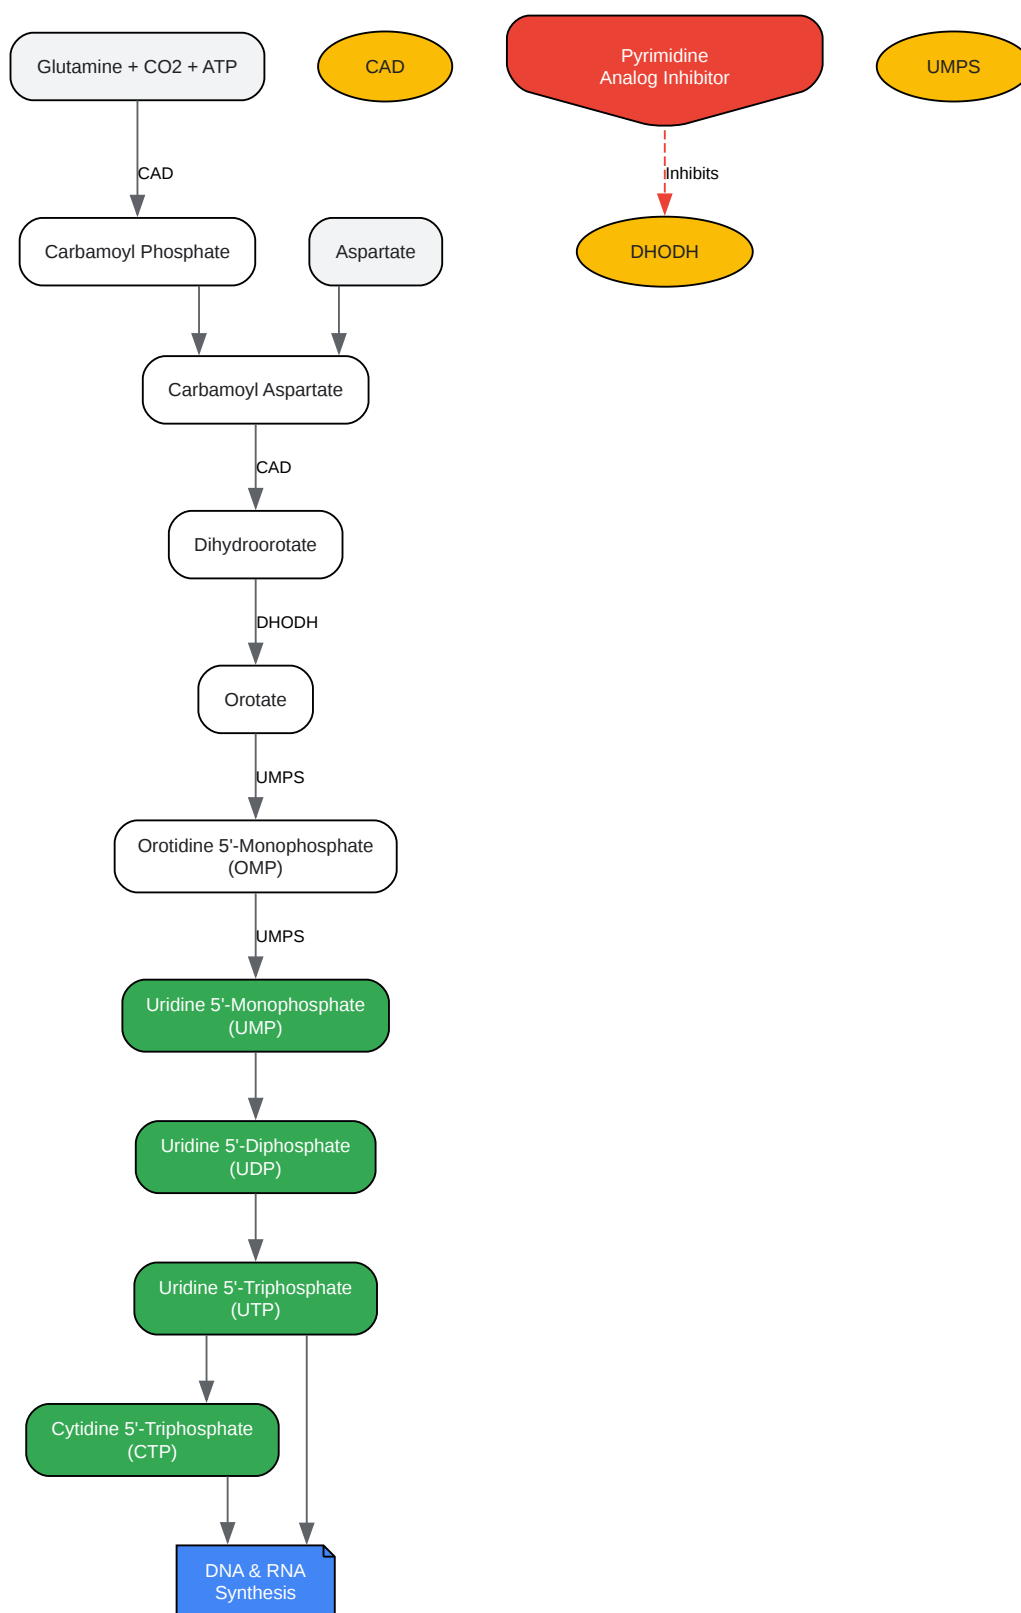 Glutamine + CO2 + ATP
CAD
Pyrimidine
Analog Inhibitor
UMPS
CAD
Inhibits
Carbamoyl Phosphate
Aspartate
DHODH
Carbamoyl Aspartate
CAD
Dihydroorotate
DHODH
Orotate
UMPS
Orotidine 5'-Monophosphate
(OMP)
UMPS
Uridine 5'-Monophosphate
(UMP)
Uridine 5'-Diphosphate
(UDP)
Uridine 5'-Triphosphate
(UTP)
Cytidine 5'-Triphosphate
(CTP)
DNA & RNA
Synthesis